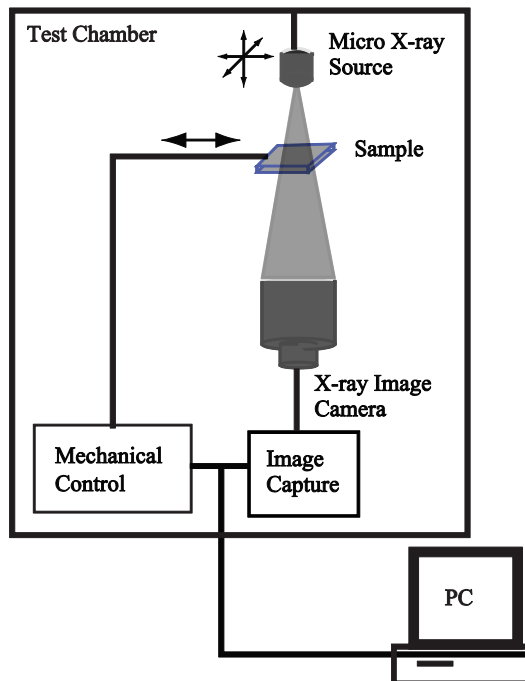 Test Chamber
Micro X-ray
Source
Sample
X-ray Image
Camera
Mechanical
Control
Image
Capture
PC